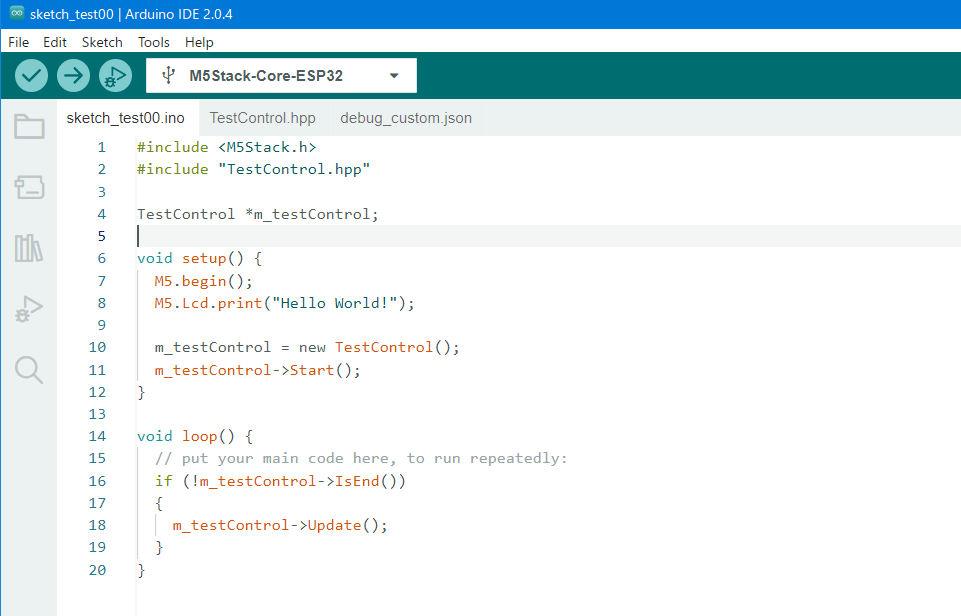 sketch_test00 | Arduino IDE 2.0.4
File Edit Sketch Tools Help
M5Stack-Core-ESP32
sketch_test00.ino TestControl.hpp debug_custom.json
1 #include <M5Stack.h>
2 #include "TestControl.hpp"
3
4 TestControl *m_testControl;
5
6 void setup() {
7 M5.begin();
8 M5.Lcd.print("Hello World!");
9
10 m_testControl = new TestControl();
11 m_testControl->Start();
12 }
13
14 void loop() {
15 // put your main code here, to run repeatedly:
16 if (!m_testControl->IsEnd())
17 {
18 m_testControl->Update();
19 }
20 }